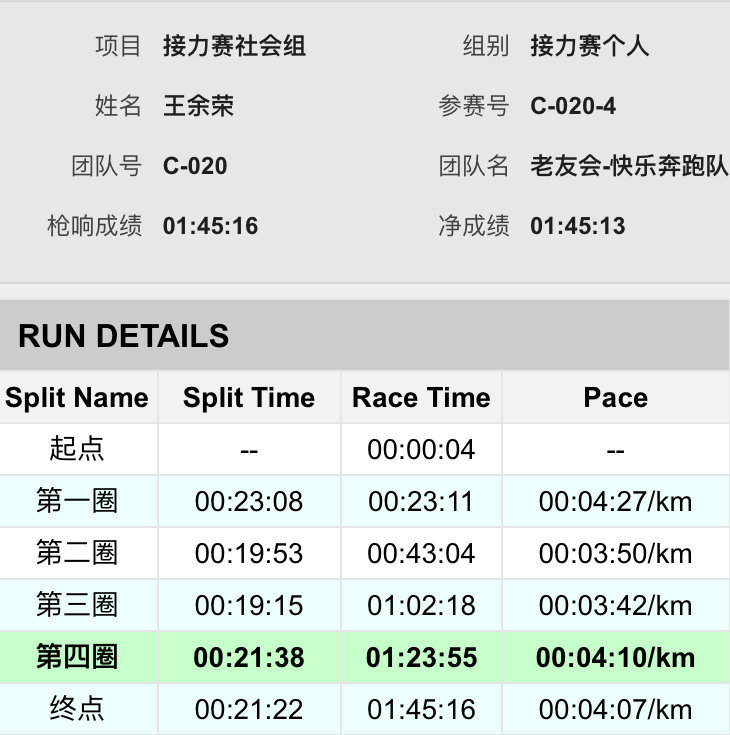 项目 接力赛社会组 组别 接力赛个人
姓名 王余荣 参赛号 C-020-4
团队号 C-020 团队名 老友会-快乐奔跑队
枪响成绩 01:45:16 净成绩 01:45:13
RUN DETAILS
Split Name Split Time Race Time Pace
起点 -- 00:00:04 --
第一圈 00:23:08 00:23:11 00:04:27/km
第二圈 00:19:53 00:43:04 00:03:50/km
第三圈 00:19:15 01:02:18 00:03:42/km
第四圈 00:21:38 01:23:55 00:04:10/km
终点 00:21:22 01:45:16 00:04:07/km